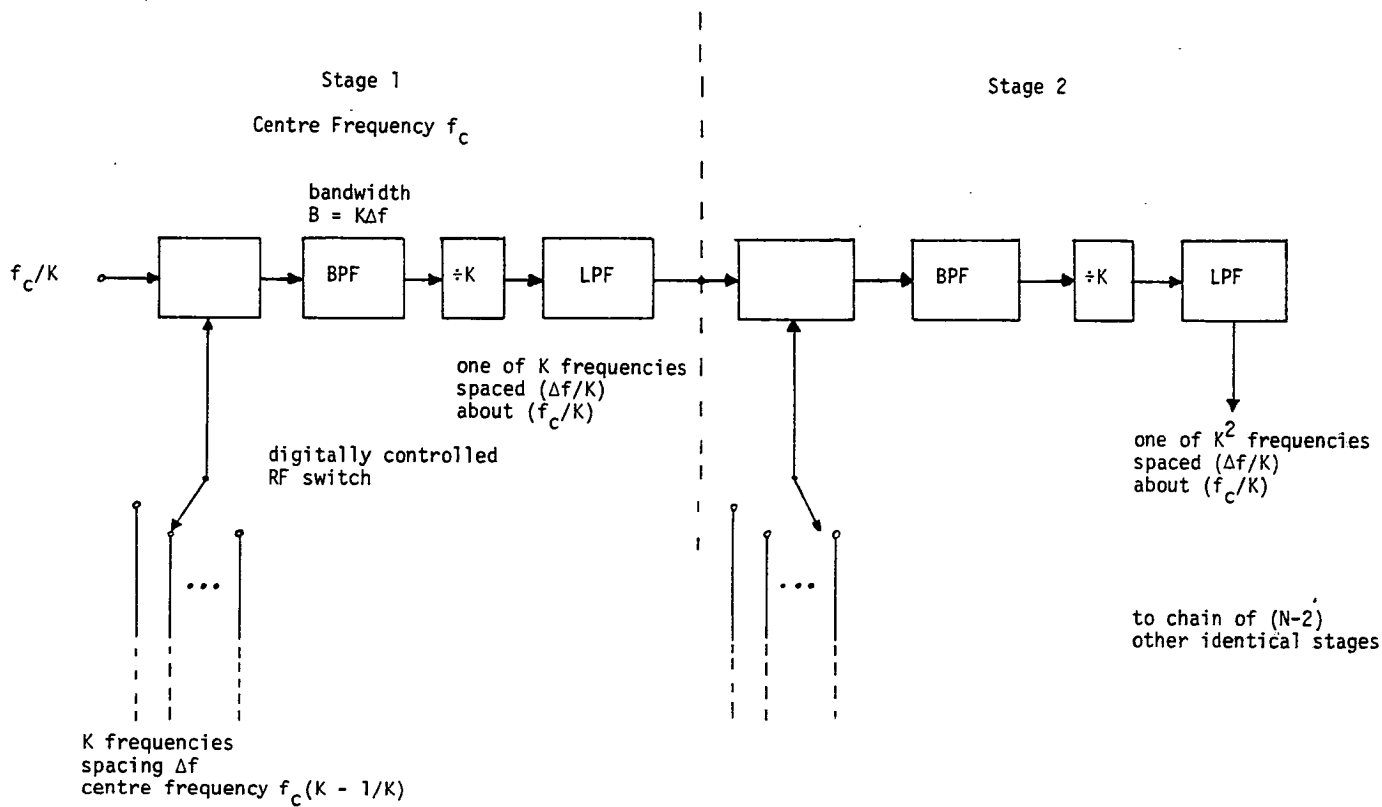 Stage 1
Centre Frequency f_c
Stage 2
bandwidth
B = KΔf
f_c/K
BPF
÷K
LPF
BPF
÷K
LPF
one of K frequencies
spaced (Δf/K)
about (f_c/K)
digitally controlled
RF switch
one of K² frequencies
spaced (Δf/K)
about (f_c/K)
to chain of (N-2)
other identical stages
K frequencies
spacing Δf
centre frequency f_c(K - 1/K)